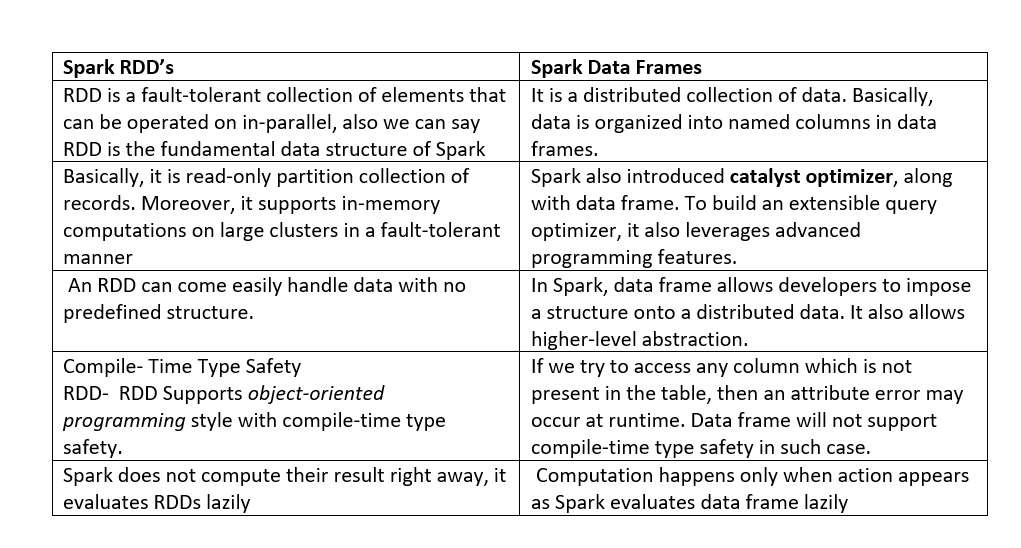 Spark RDD’s
RDD is a fault-tolerant collection of elements that
can be operated on in-parallel, also we can say
RDD is the fundamental data structure of Spark
Basically, it is read-only partition collection of
records. Moreover, it supports in-memory
computations on large clusters in a fault-tolerant
manner
An RDD can come easily handle data with no
predefined structure.
Compile- Time Type Safety
RDD- RDD Supports object-oriented
programming style with compile-time type
safety.
Spark does not compute their result right away, it
evaluates RDDs lazily
Spark Data Frames
It is a distributed collection of data. Basically,
data is organized into named columns in data
frames.
Spark also introduced catalyst optimizer, along
with data frame. To build an extensible query
optimizer, it also leverages advanced
programming features.
In Spark, data frame allows developers to impose
a structure onto a distributed data. It also allows
higher-level abstraction.
If we try to access any column which is not
present in the table, then an attribute error may
occur at runtime. Data frame will not support
compile-time type safety in such case.
Computation happens only when action appears
as Spark evaluates data frame lazily